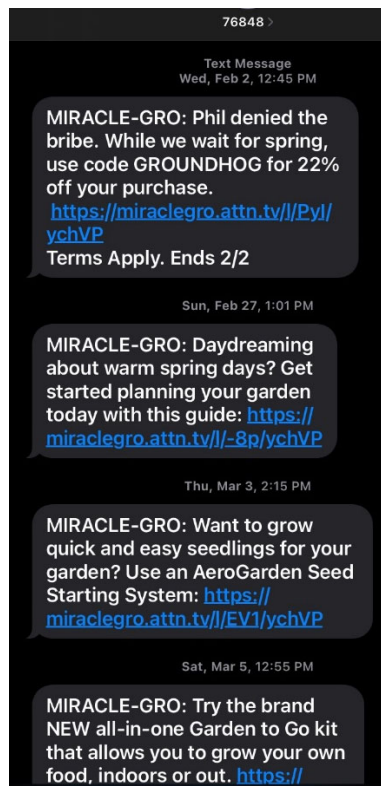 76848 >
Text Message
Wed, Feb 2, 12:45 PM
MIRACLE-GRO: Phil denied the
bribe. While we wait for spring,
use code GROUNDHOG for 22%
off your purchase.
https://miraclegro.attn.tv/l/PyI/
ychVP
Terms Apply. Ends 2/2
Sun, Feb 27, 1:01 PM
MIRACLE-GRO: Daydreaming
about warm spring days? Get
started planning your garden
today with this guide: https://
miraclegro.attn.tv/l/-8p/ychVP
Thu, Mar 3, 2:15 PM
MIRACLE-GRO: Want to grow
quick and easy seedlings for your
garden? Use an AeroGarden Seed
Starting System: https://
miraclegro.attn.tv/l/EV1/ychVP
Sat, Mar 5, 12:55 PM
MIRACLE-GRO: Try the brand
NEW all-in-one Garden to Go kit
that allows you to grow your own
food, indoors or out. https://